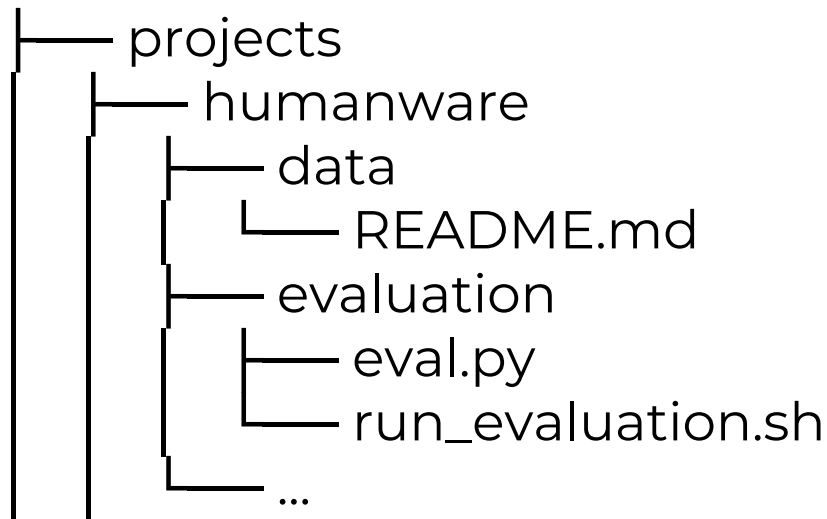 projects
humanware
data
README.md
evaluation
eval.py
run_evaluation.sh
...